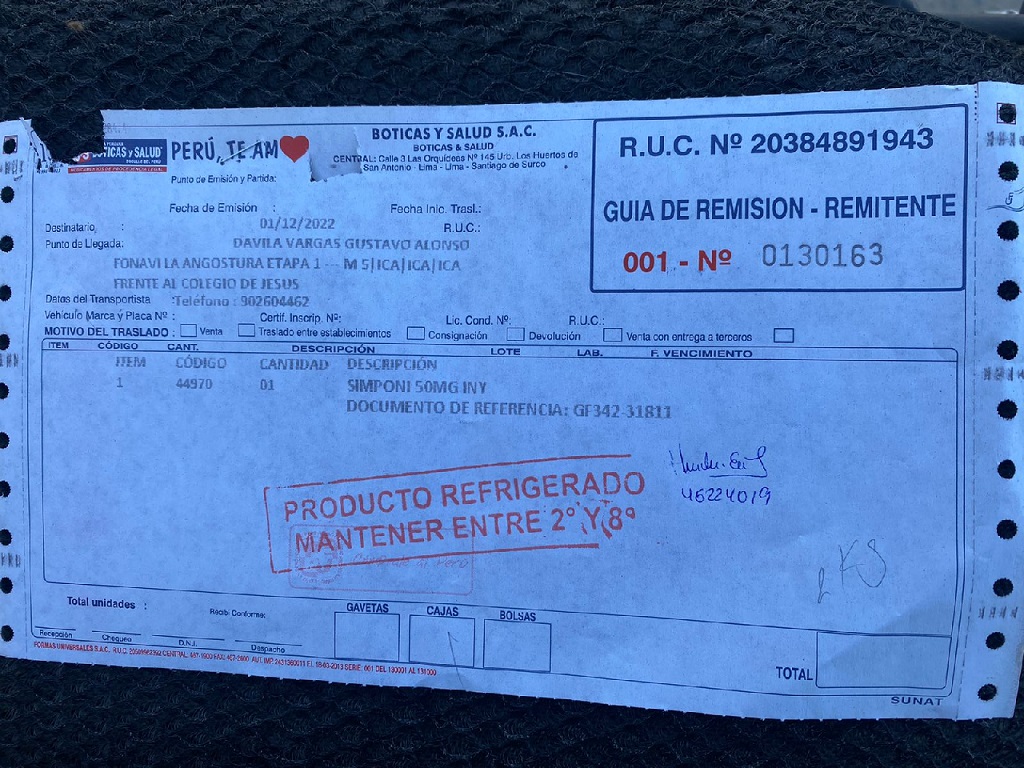 BOTICAS Y SALUD
PERÚ, TE AM
BOTICAS Y SALUD S.A.C.
BOTICAS & SALUD
CENTRAL: Calle 3 Las Orquídeas Nº 145 Urb. Los Huertos de
San Antonio - Lima - Lima - Santiago de Surco
R.U.C. Nº 20384891943
GUIA DE REMISION - REMITENTE
001 - Nº 0130163
Punto de Emisión y Partida:
Fecha de Emisión : 01/12/2022 Fecha Inic. Trasl.:
Destinatario, : R.U.C.:
Punto de Llegada: DAVILA VARGAS GUSTAVO ALONSO
FONAVI LA ANGOSTURA ETAPA 1 --- M 5|ICA|ICA|ICA
FRENTE AL COLEGIO DE JESUS
Datos del Transportista :Teléfono : 902604462
Vehículo Marca y Placa Nº : Certif. Inscrip. Nº: Lic. Cond. Nº: R.U.C.:
MOTIVO DEL TRASLADO : Venta Traslado entre establecimientos Consignación Devolución Venta con entrega a terceros
ITEM CÓDIGO CANT. DESCRIPCIÓN LOTE LAB. F. VENCIMIENTO
ITEM CÓDIGO CANTIDAD DESCRIPCIÓN
1 44970 01 SIMPONI 50MG INY
DOCUMENTO DE REFERENCIA: GF342-31811
45224019
PRODUCTO REFRIGERADO
MANTENER ENTRE 2° Y 8°
Total unidades :
Recibí Conforme:
GAVETAS CAJAS BOLSAS
Recepción Chequeo D.N.I. Despacho
TOTAL
SUNAT